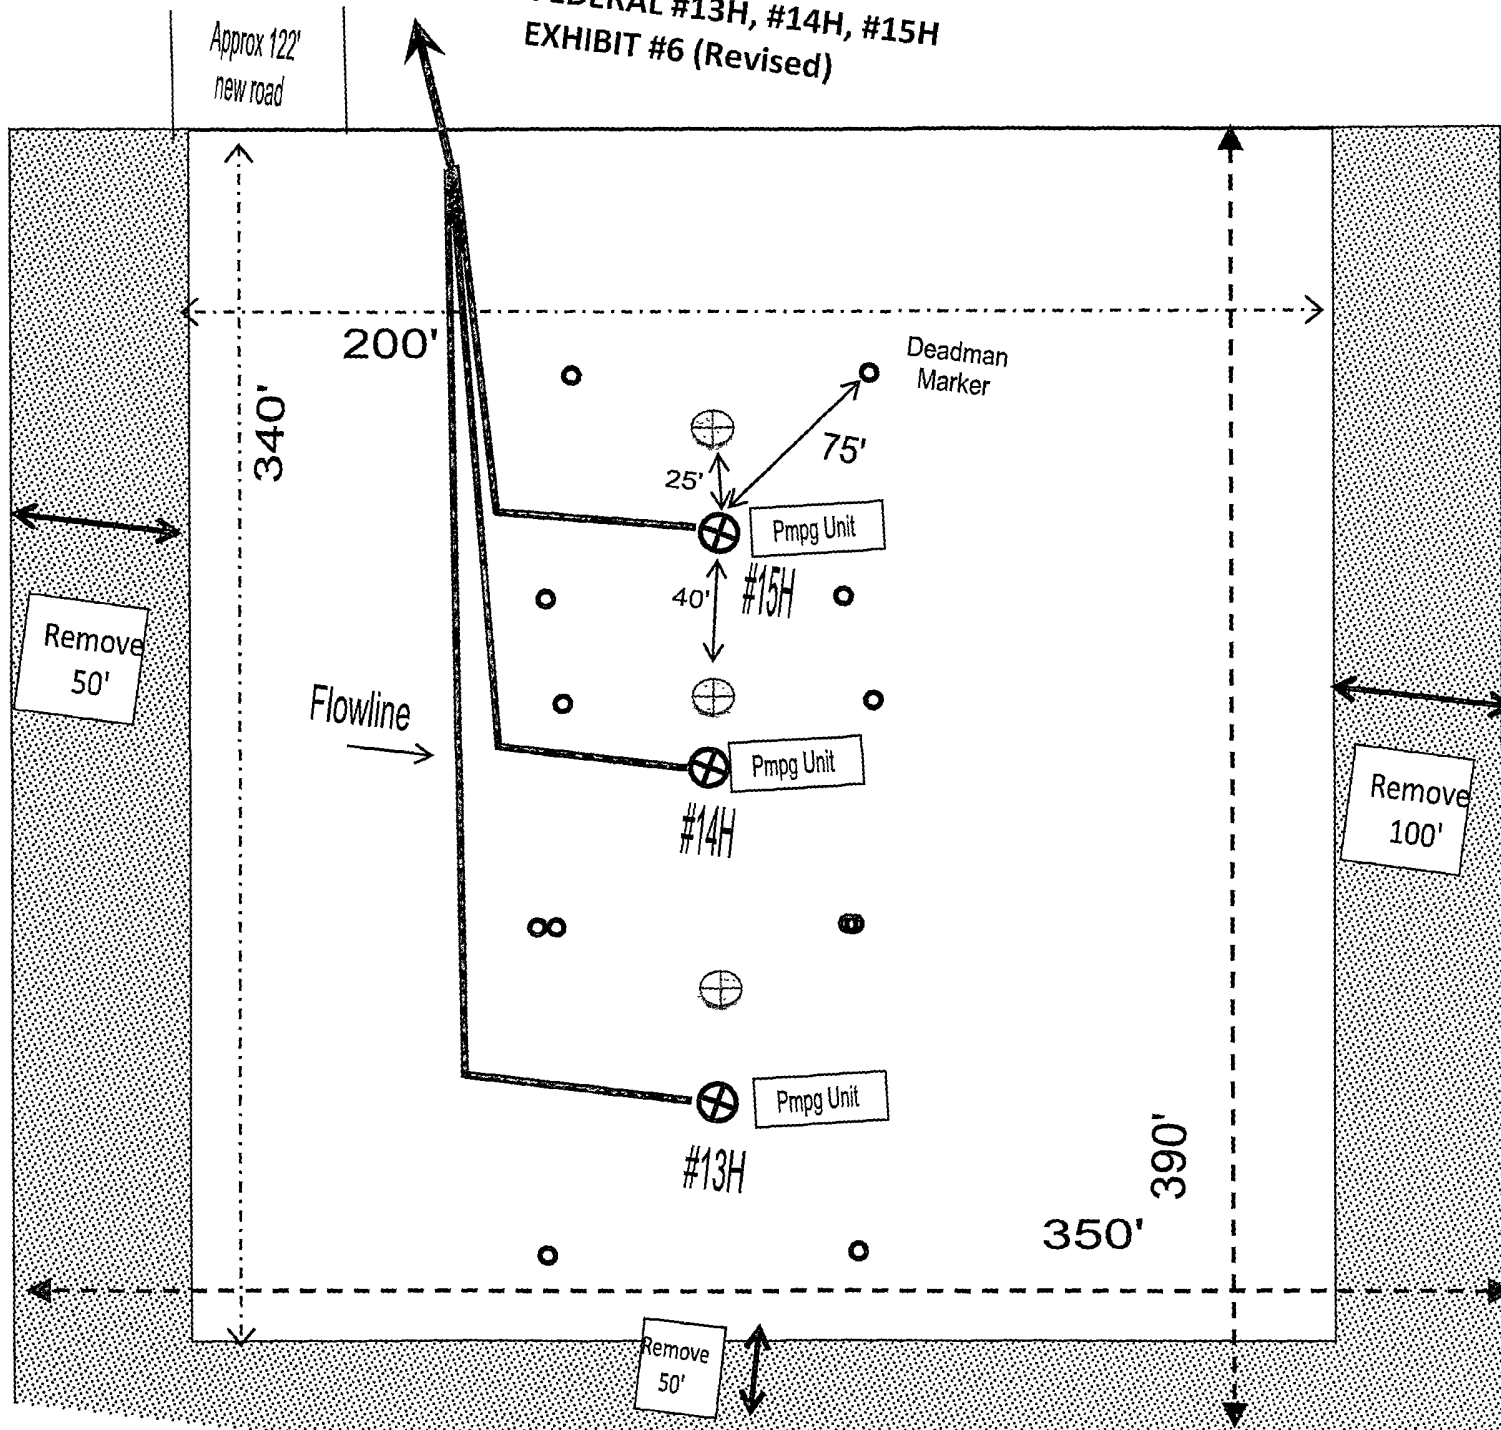 FEDERAL #13H, #14H, #15H
EXHIBIT #6 (Revised)
Approx 122'
new road
200'
340'
Deadman
Marker
75'
25'
Pmpg Unit
#15H
40'
Remove
50'
Flowline
Pmpg Unit
#14H
Remove
100'
Pmpg Unit
#13H
390'
350'
Remove
50'